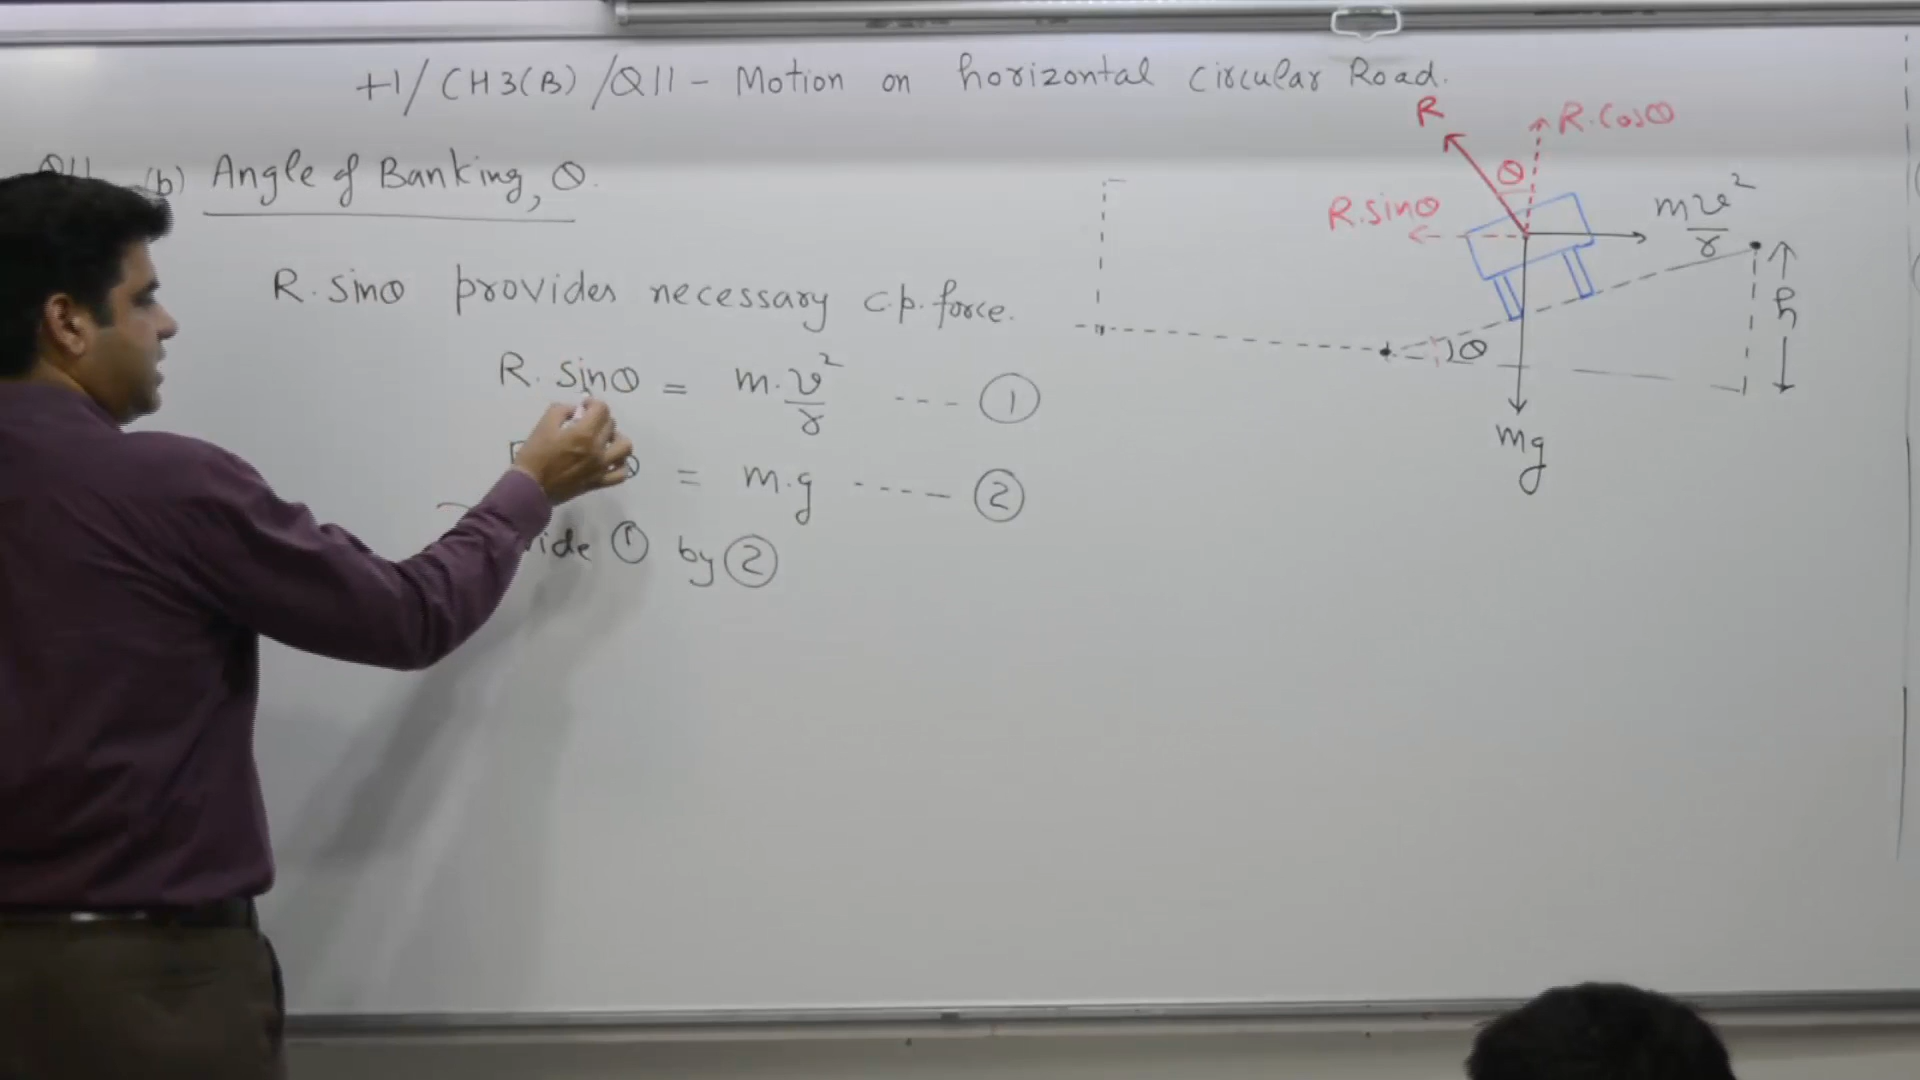 +1/CH3(B)/Q11 - Motion on horizontal Circular Road.
Q11 (b) Angle of Banking, θ.
R.sinθ provides necessary c.p. force.
R. sinθ = m.v²/r ---- 1
θ = m.g ----- 2
ide 1 by 2
R
R.cosθ
θ
R.sinθ
mv²/r
h
θ
mg